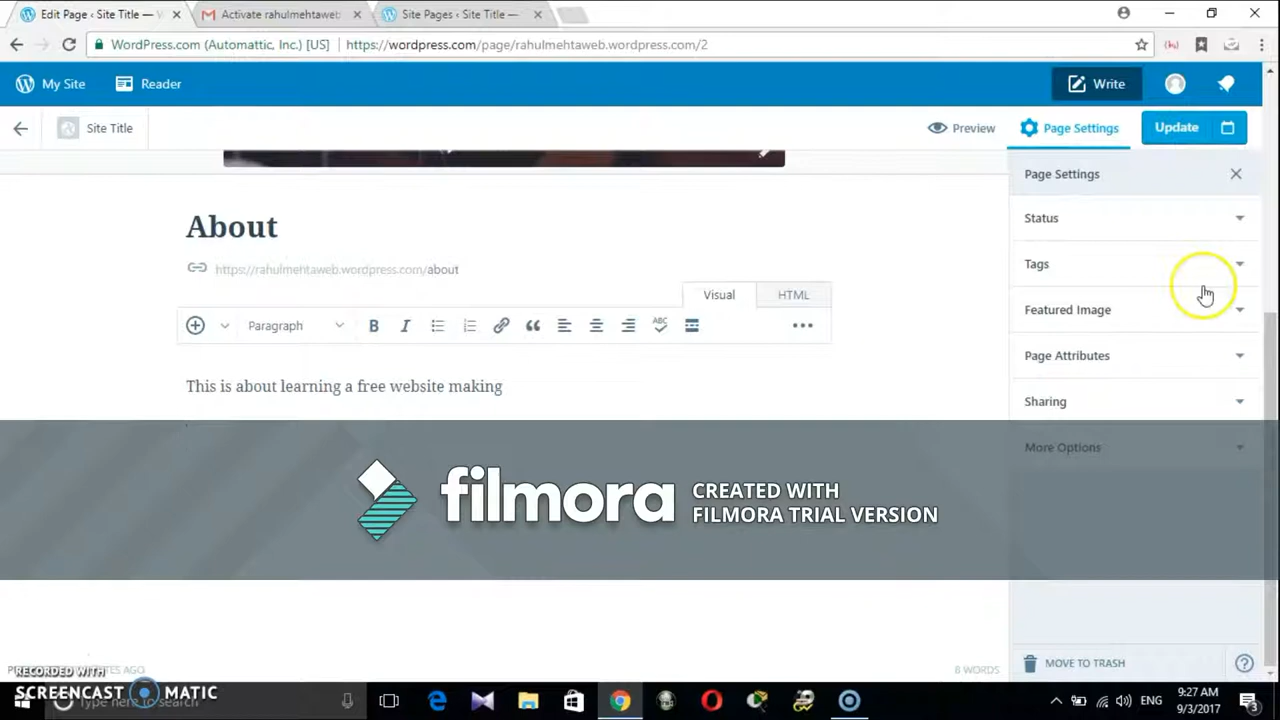 Edit Page ‹ Site Title — W
Activate rahulmehtaweb
Site Pages ‹ Site Title —
WordPress.com (Automattic, Inc.) [US]
https://wordpress.com/page/rahulmehtaweb.wordpress.com/2
My Site
Reader
Write
Site Title
Preview
Page Settings
Update
Page Settings
Status
About
Tags
https://rahulmehtaweb.wordpress.com/about
Visual
HTML
Featured Image
Paragraph
B
I
ABC
Page Attributes
This is about learning a free website making
Sharing
More Options
filmora
CREATED WITH
FILMORA TRIAL VERSION
MOVE TO TRASH
8 WORDS
AGO
RECORDED WITH
SCREENCAST MATIC
Type here to search
ENG
9:27 AM
9/3/2017
3